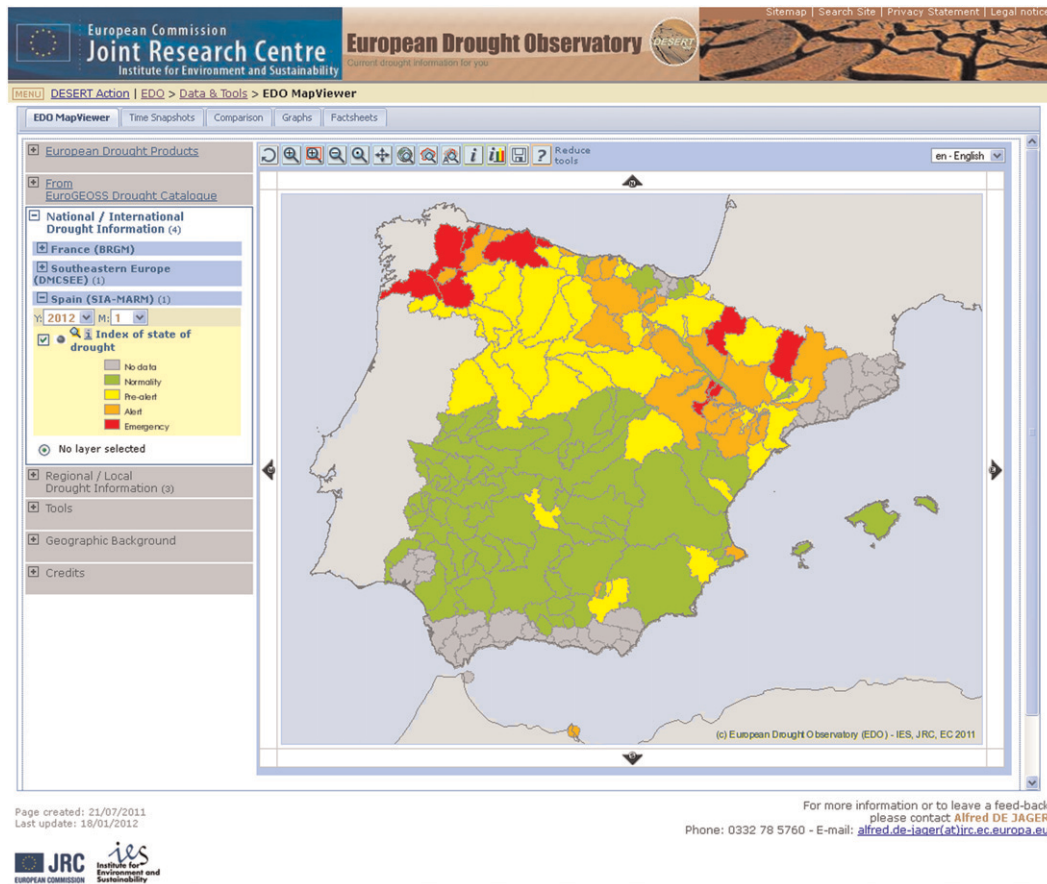 Sitemap | Search Site | Privacy Statement | Legal notice
European Commission
Joint Research Centre
Institute for Environment and Sustainability
European Drought Observatory
Current drought information for you
DESERT
MENU DESERT Action | EDO > Data & Tools > EDO MapViewer
EDO MapViewer
Time Snapshots
Comparison
Graphs
Factsheets
European Drought Products
From
EuroGEOSS Drought Catalogue
National / International
Drought Information (4)
France (BRGM)
Southeastern Europe
(DMCSEE) (1)
Spain (SIA-MARM) (1)
Y: 2012 M: 1
Index of state of
drought
No data
Normality
Pre-alert
Alert
Emergency
No layer selected
Regional / Local
Drought Information (3)
Tools
Geographic Background
Credits
Reduce
tools
en - English
N
(c) European Drought Observatory (EDO) - IES, JRC, EC 2011
Page created: 21/07/2011
Last update: 18/01/2012
For more information or to leave a feed-back
please contact Alfred DE JAGER
Phone: 0332 78 5760 - E-mail: alfred.de-jager(at)jrc.ec.europa.eu
JRC
EUROPEAN COMMISSION
ies
Institute for
Environment and
Sustainability